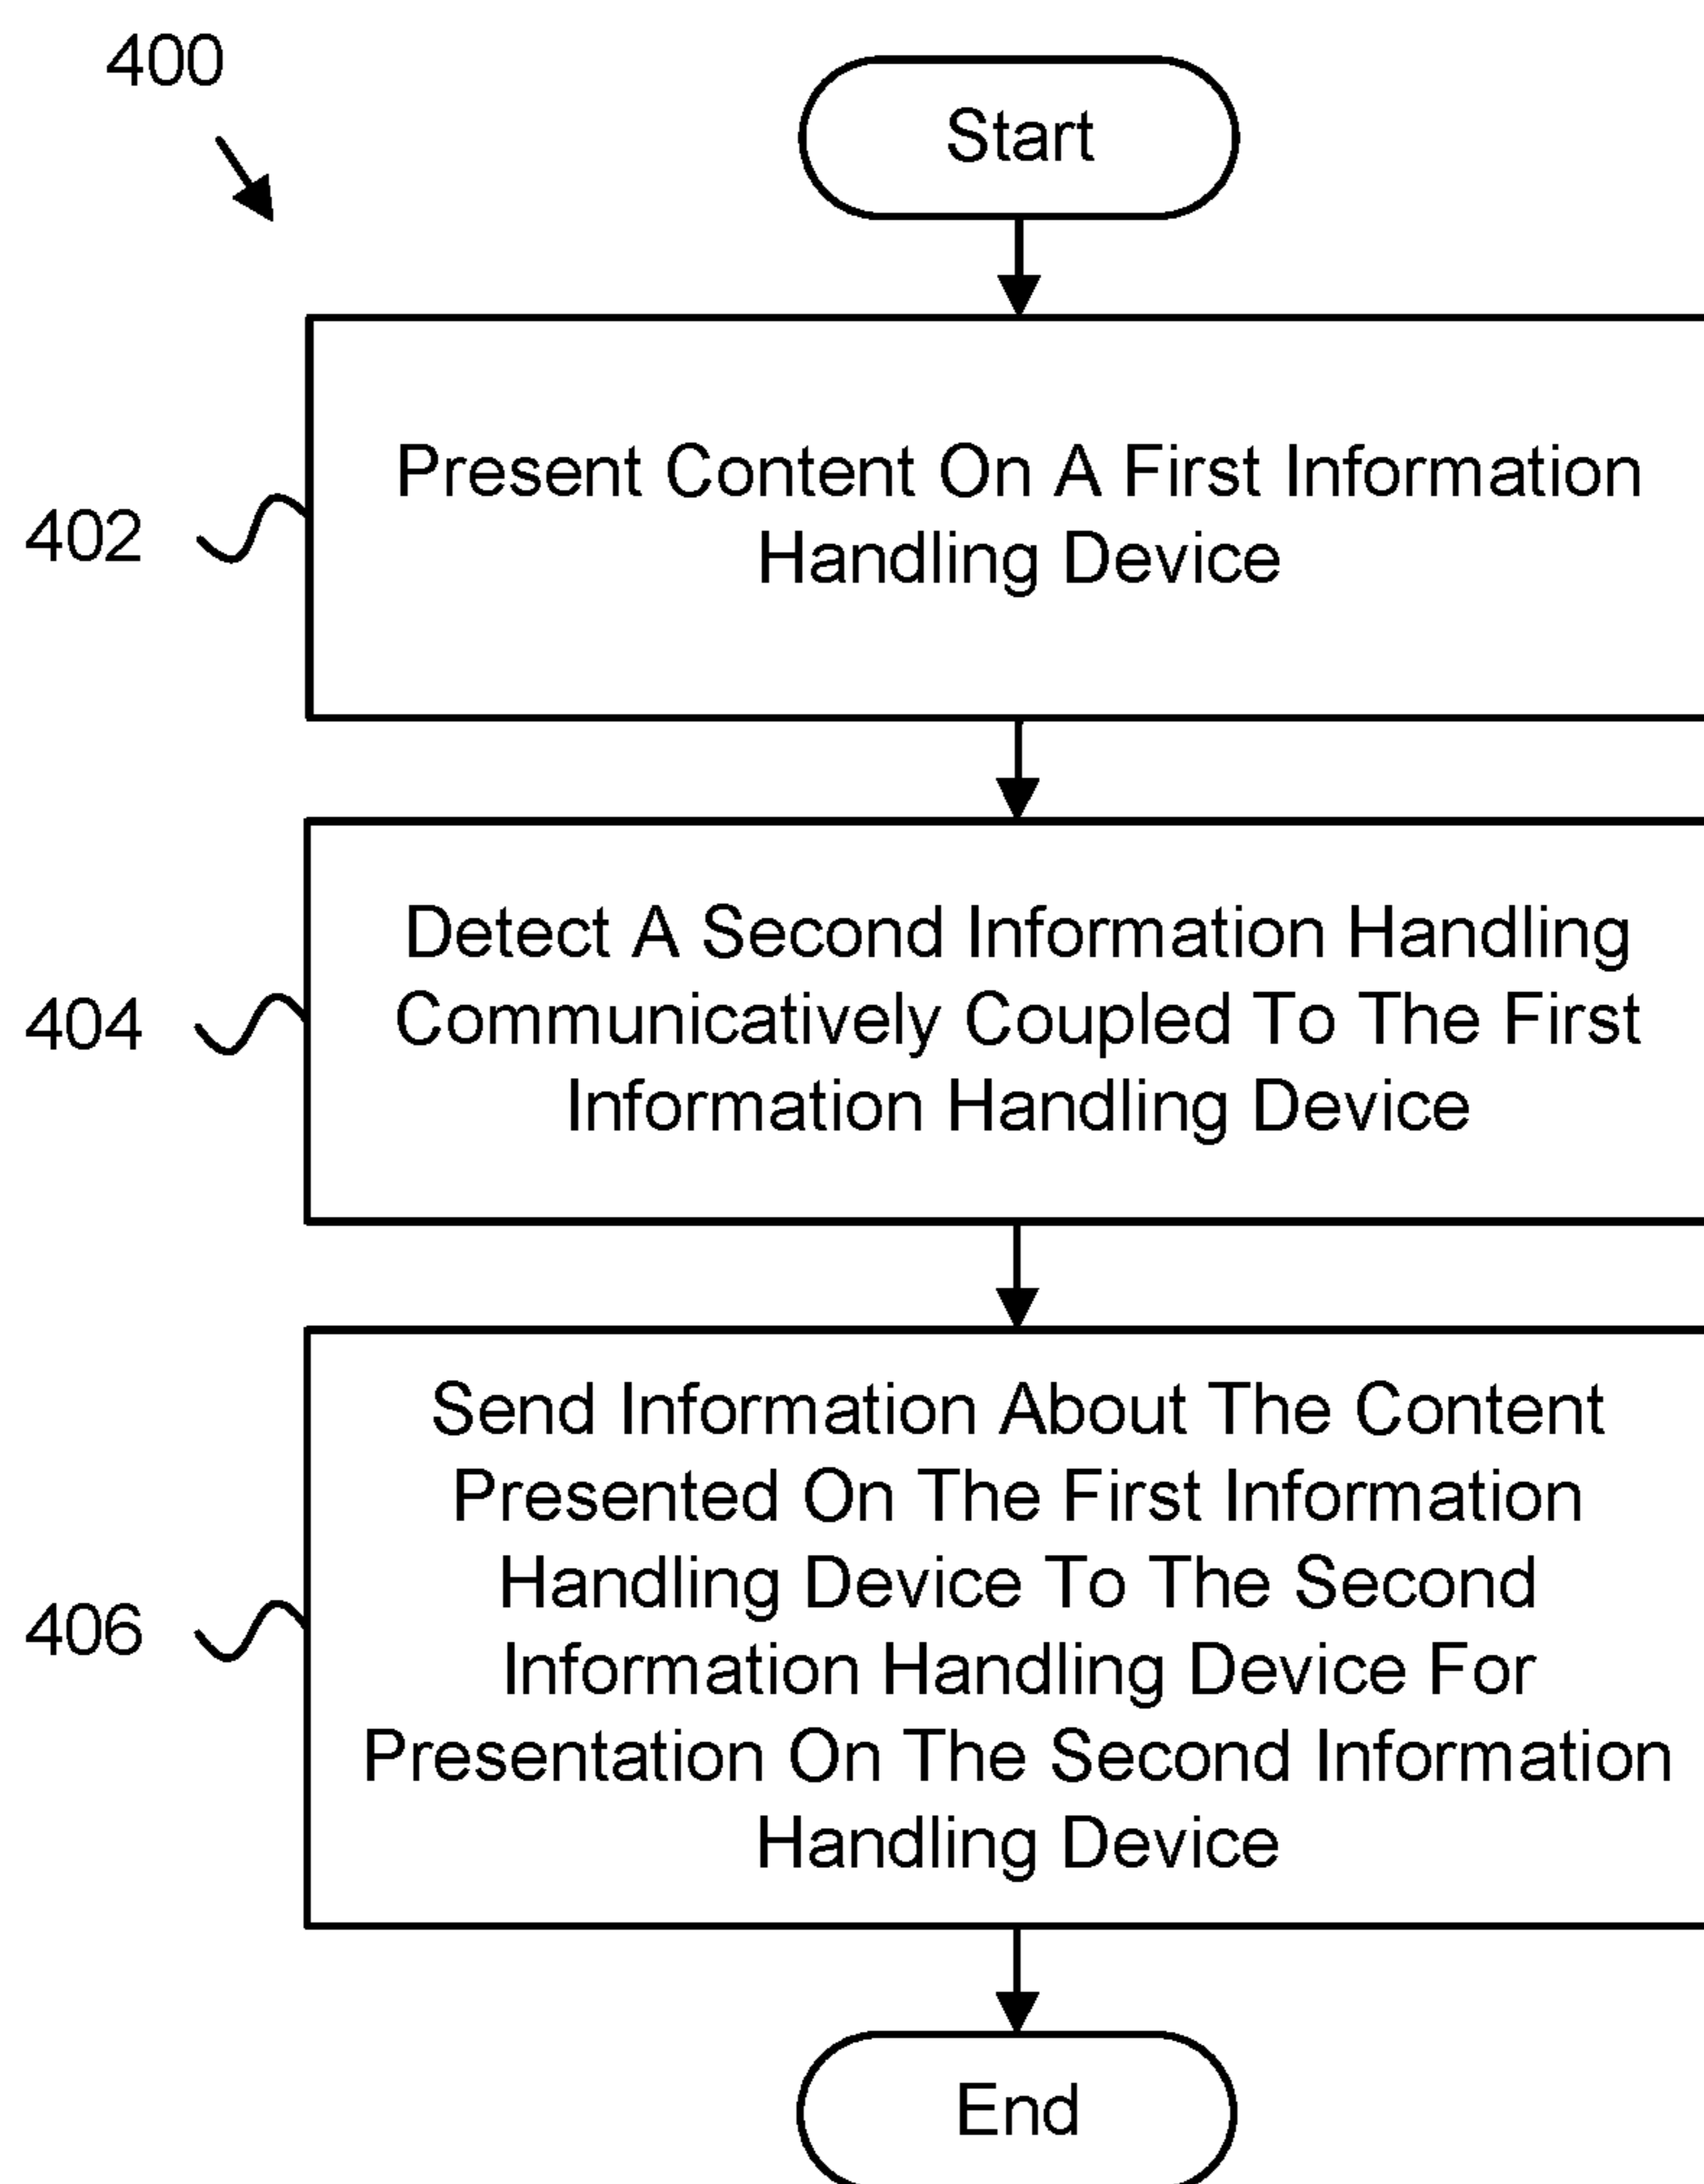 400
Start
402
Present Content On A First Information
Handling Device
404
Detect A Second Information Handling
Communicatively Coupled To The First
Information Handling Device
406
Send Information About The Content
Presented On The First Information
Handling Device To The Second
Information Handling Device For
Presentation On The Second Information
Handling Device
End